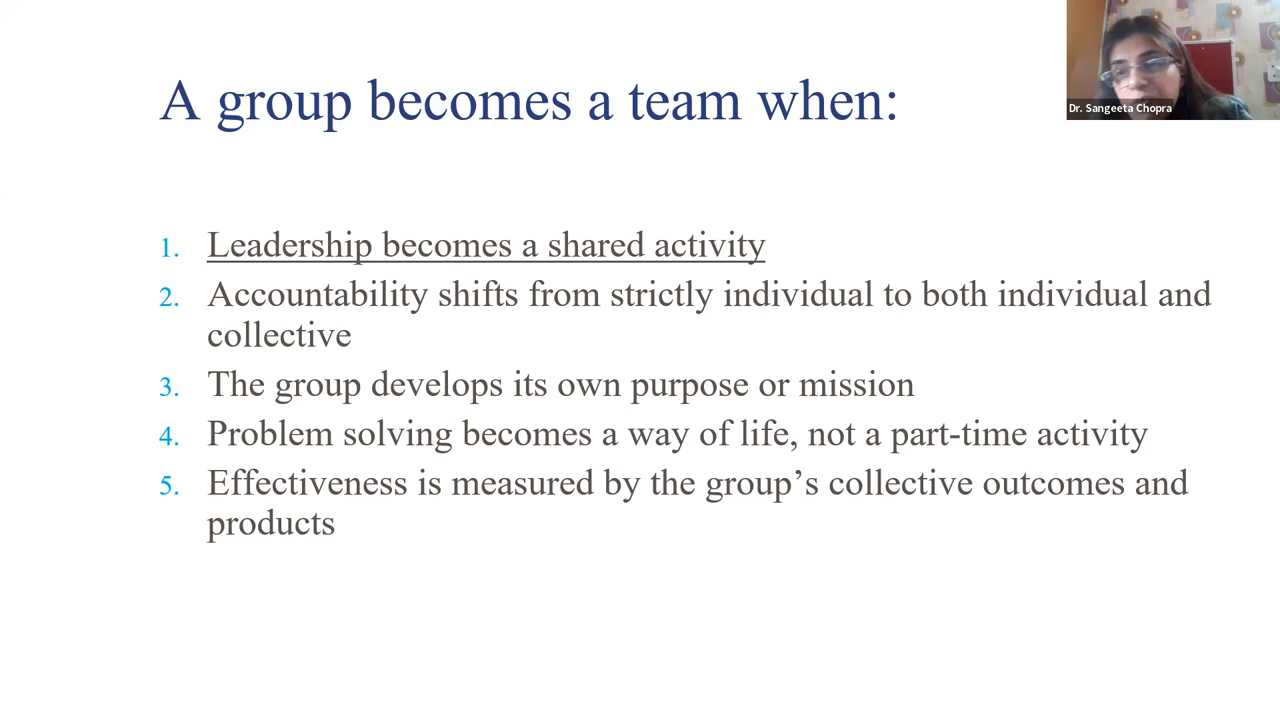 A group becomes a team when:
Dr. Sangeeta Chopra
1. Leadership becomes a shared activity
2. Accountability shifts from strictly individual to both individual and
collective
3. The group develops its own purpose or mission
4. Problem solving becomes a way of life, not a part-time activity
5. Effectiveness is measured by the group’s collective outcomes and
products